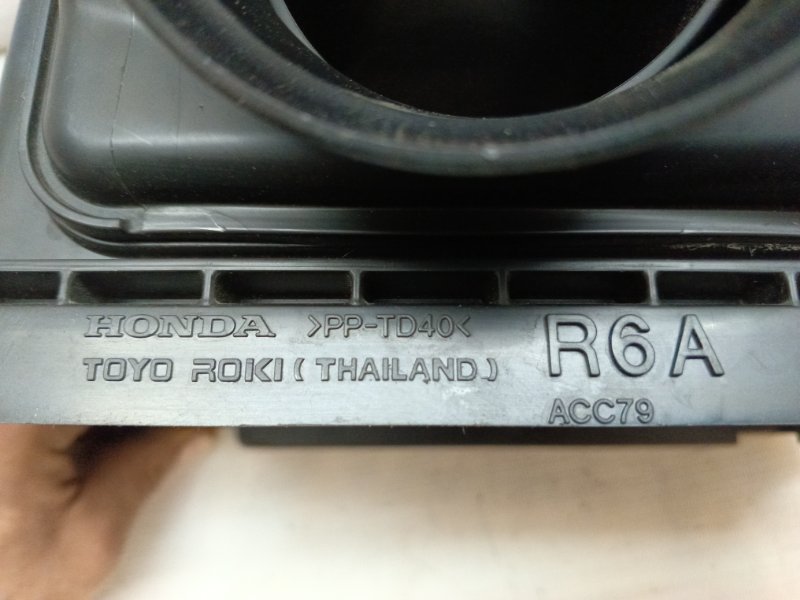 HONDA >PP-TD40< R6A
TOYO ROKI ( THAILAND )
ACC79